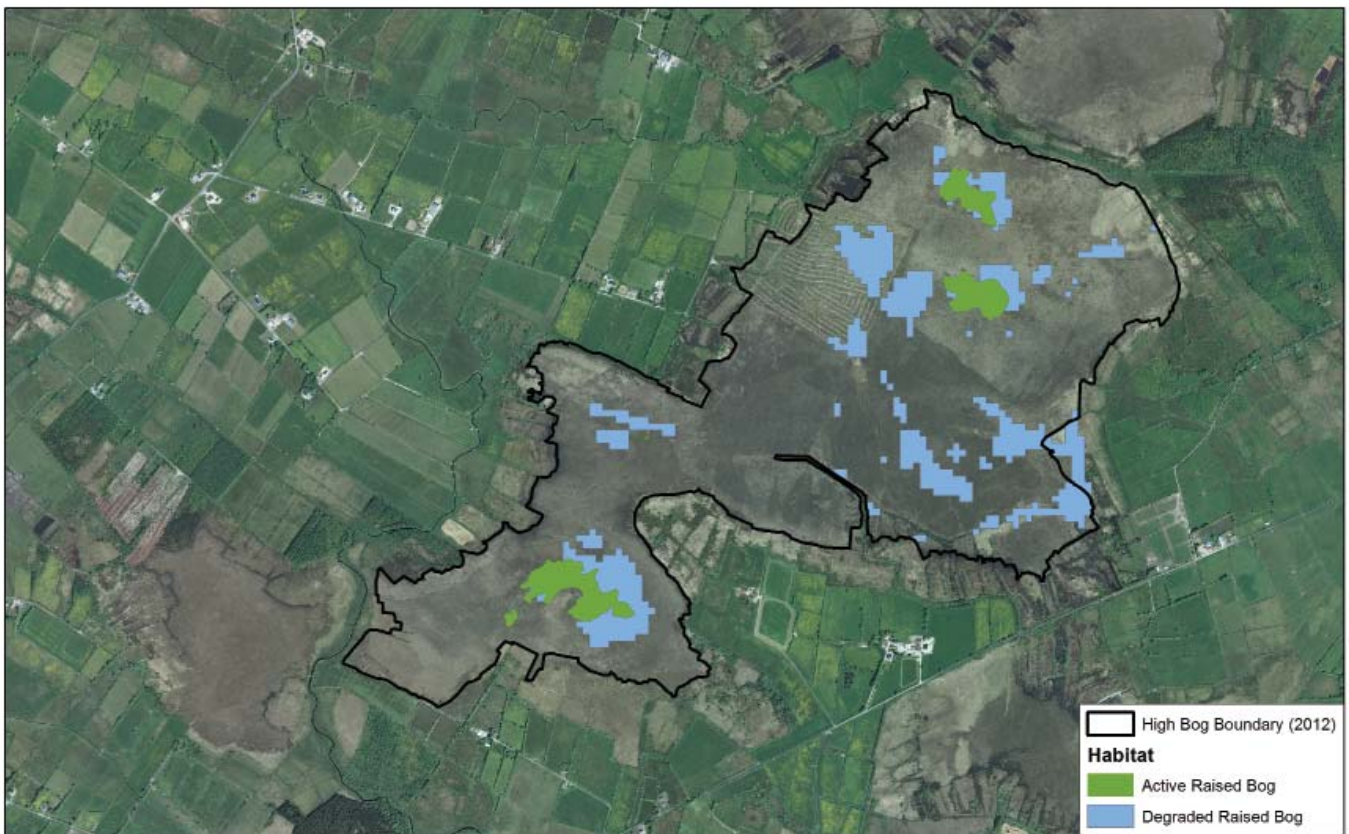 High Bog Boundary (2012)
Habitat
Active Raised Bog
Degraded Raised Bog